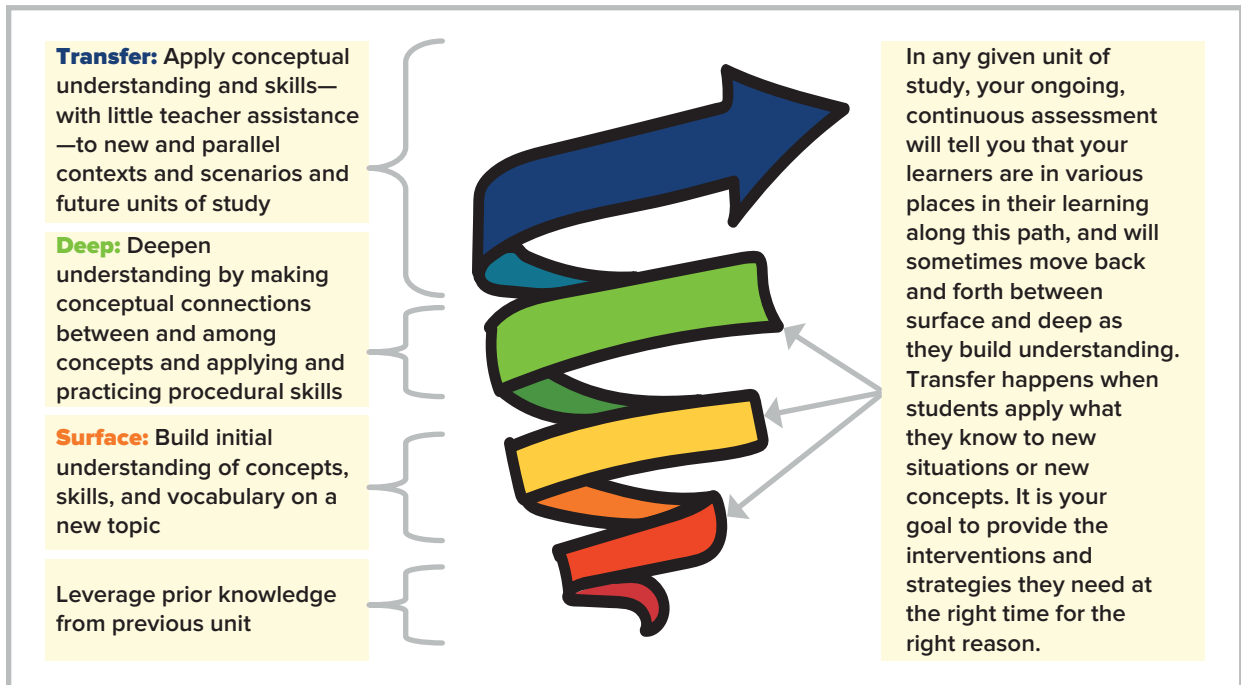 Transfer: Apply conceptual
understanding and skills—
with little teacher assistance
—to new and parallel
contexts and scenarios and
future units of study
Deep: Deepen
understanding by making
conceptual connections
between and among
concepts and applying and
practicing procedural skills
Surface: Build initial
understanding of concepts,
skills, and vocabulary on a
new topic
Leverage prior knowledge
from previous unit
In any given unit of
study, your ongoing,
continuous assessment
will tell you that your
learners are in various
places in their learning
along this path, and will
sometimes move back
and forth between
surface and deep as
they build understanding.
Transfer happens when
students apply what
they know to new
situations or new
concepts. It is your
goal to provide the
interventions and
strategies they need at
the right time for the
right reason.